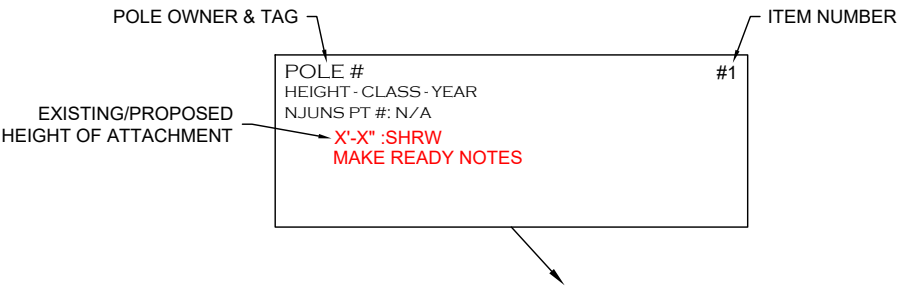 POLE OWNER & TAG
ITEM NUMBER
POLE #
#1
HEIGHT - CLASS - YEAR
NJUNS PT #: N/A
EXISTING/PROPOSED
HEIGHT OF ATTACHMENT
X'-X" :SHRW
MAKE READY NOTES